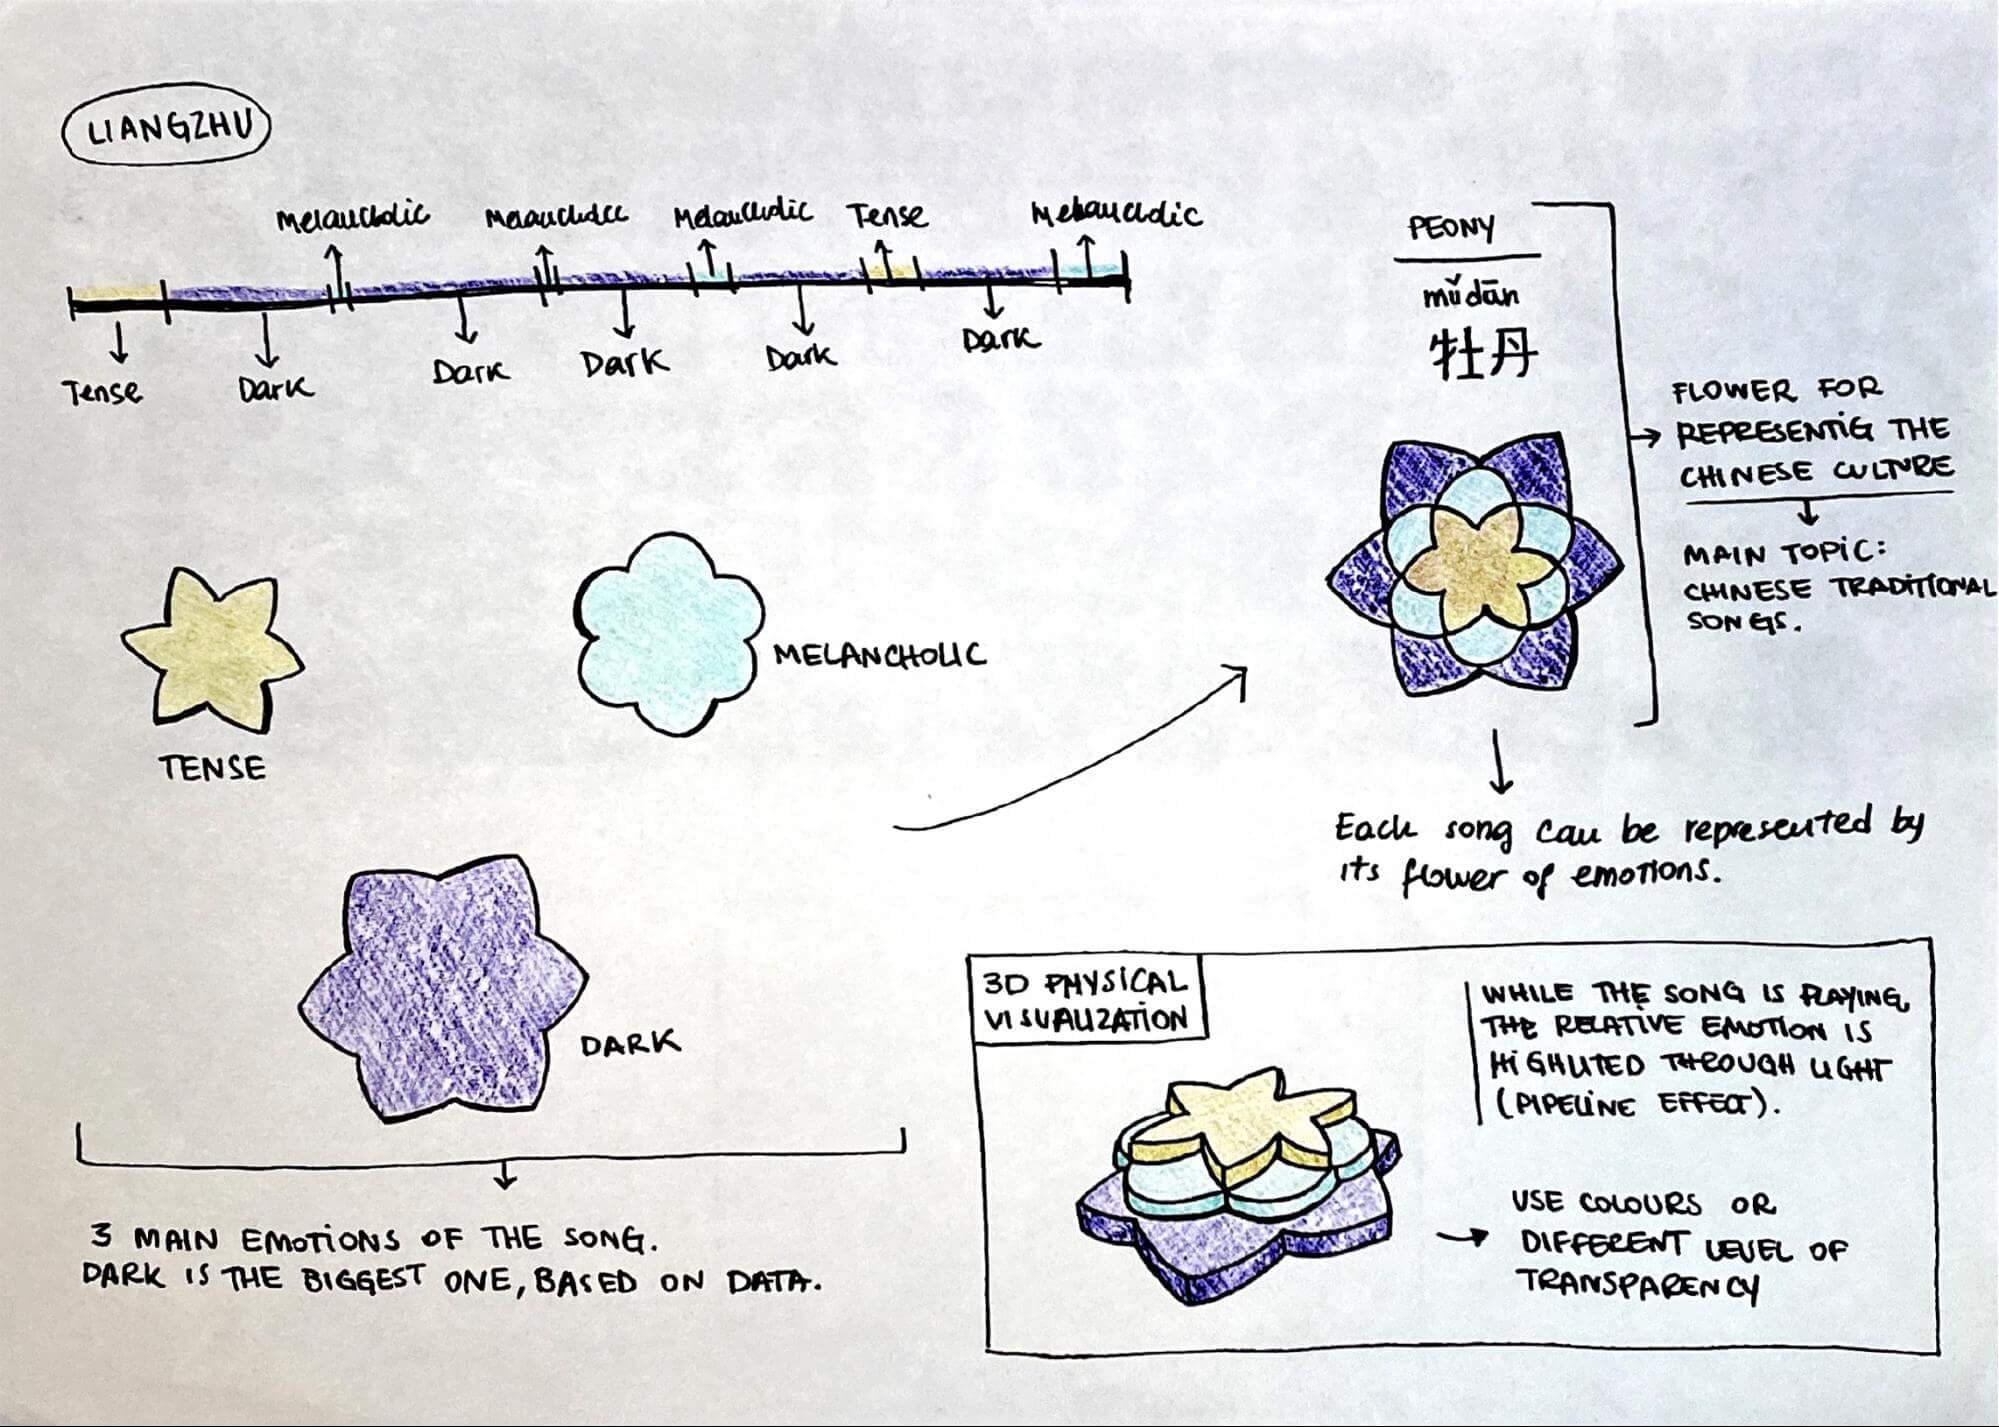 LIANGZHU
Melancholic
Melancholic
Melancholic
Tense
Melancholic
Tense
Dark
Dark
Dark
Dark
Dark
TENSE
MELANCHOLIC
DARK
3 MAIN EMOTIONS OF THE SONG.
DARK IS THE BIGGEST ONE, BASED ON DATA.
PEONY
mǔdān
牡丹
FLOWER FOR
REPRESENTIG THE
CHINESE CULTURE
MAIN TOPIC:
CHINESE TRADITIONAL
SONGS.
Each song can be represented by
its flower of emotions.
3D PHYSICAL
VISUALIZATION
WHILE THE SONG IS PLAYING,
THE RELATIVE EMOTION IS
HIGHLITED THROUGH LIGHT
(PIPELINE EFFECT).
USE COLOURS OR
DIFFERENT LEVEL OF
TRANSPARENCY